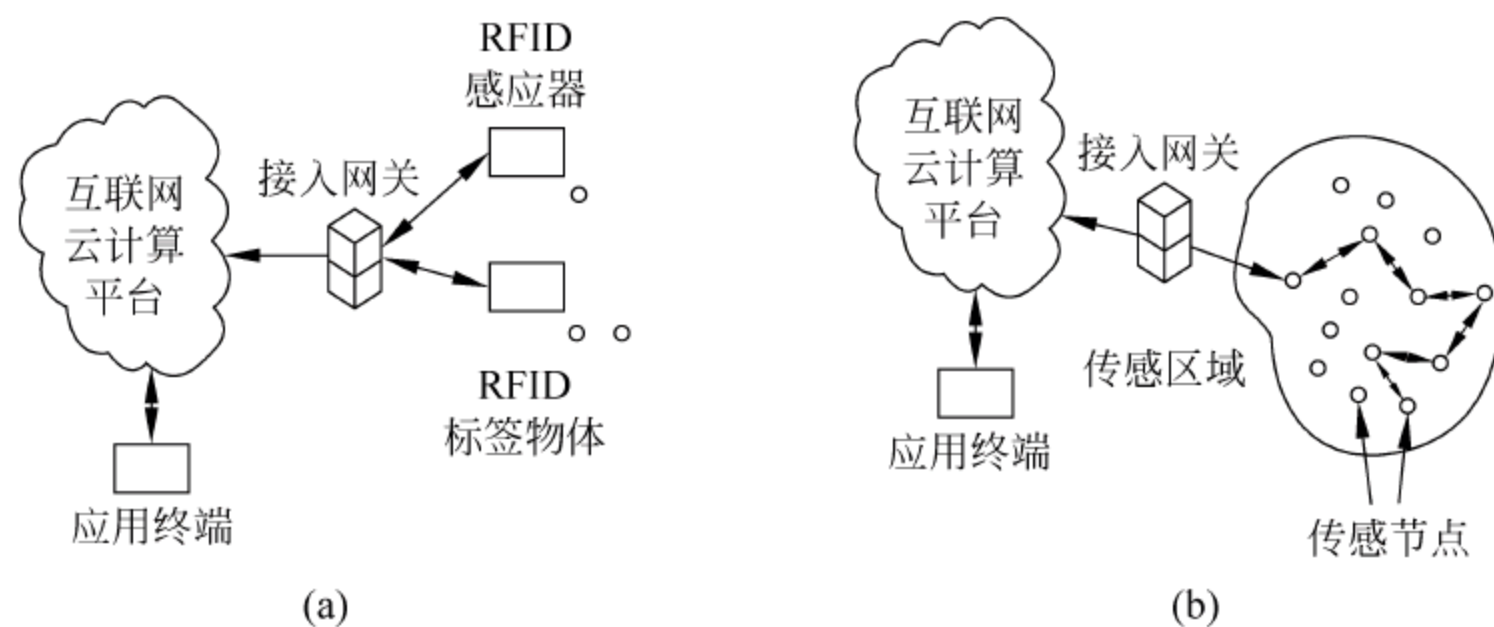 RFID
感应器
接入网关
互联网
云计算
平台
RFID
标签物体
应用终端
(a)
互联网
云计算
平台
接入网关
传感区域
应用终端
传感节点
(b)